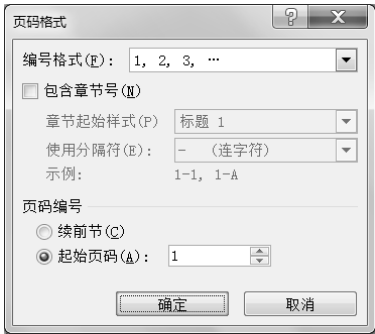 页码格式
编号格式(F): 1, 2, 3, …
包含章节号(N)
章节起始样式(P) 标题 1
使用分隔符(E): - (连字符)
示例: 1-1, 1-A
页码编号
续前节(C)
起始页码(A): 1
确定 取消